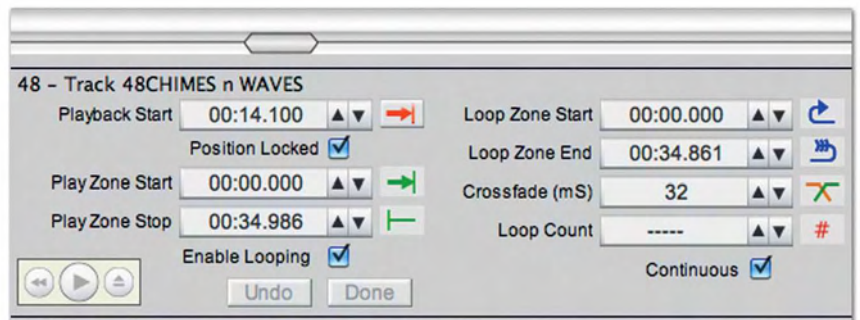 48 – Track 48CHIMES n WAVES
Playback Start 00:14.100
Position Locked
Play Zone Start 00:00.000
Play Zone Stop 00:34.986
Enable Looping
Undo Done
Loop Zone Start 00:00.000
Loop Zone End 00:34.861
Crossfade (mS) 32
Loop Count -----
#
Continuous